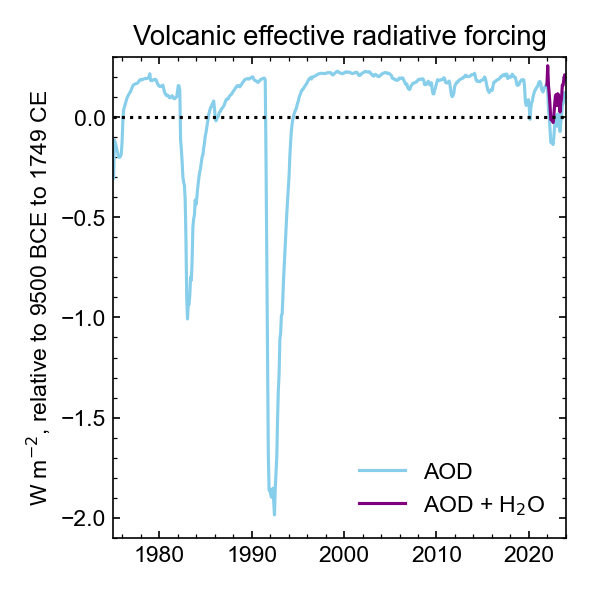 Volcanic effective radiative forcing
W m⁻², relative to 9500 BCE to 1749 CE
0.0
−0.5
−1.0
−1.5
−2.0
AOD
AOD + H₂O
1980 1990 2000 2010 2020